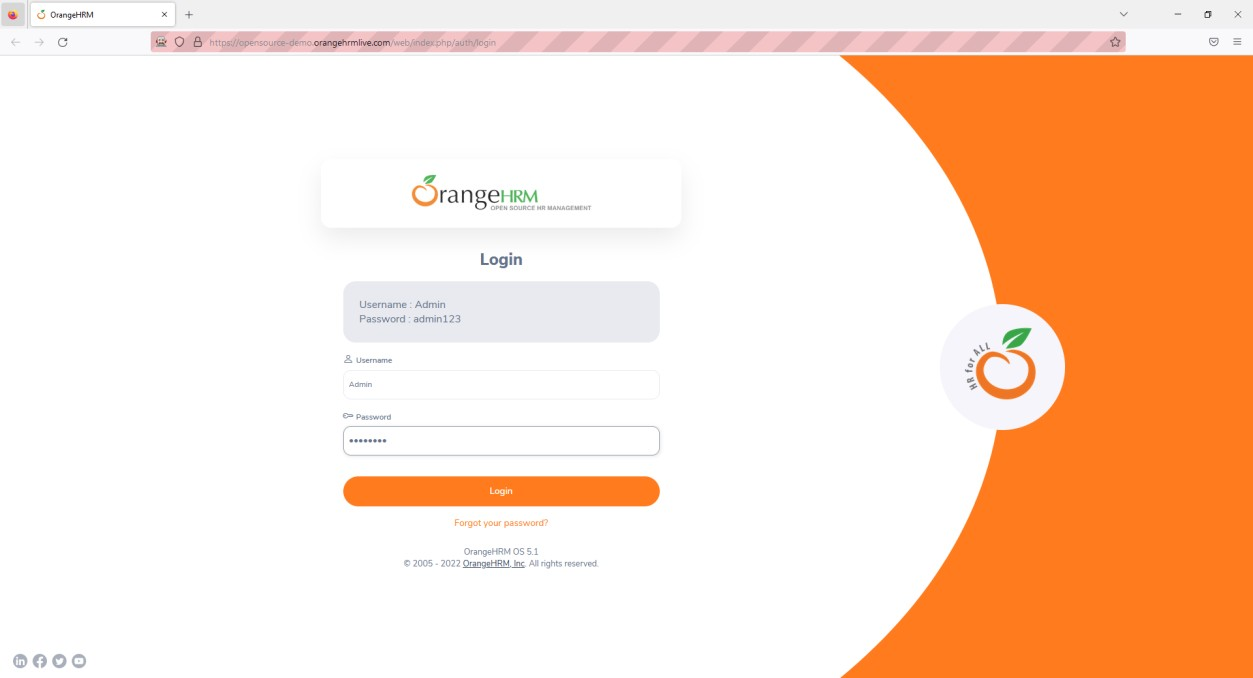 OrangeHRM
https://opensource-demo.orangehrmlive.com/web/index.php/auth/login
OrangeHRM
OPEN SOURCE HR MANAGEMENT
Login
Username : Admin
Password : admin123
Username
Admin
Password
••••••••
Login
Forgot your password?
OrangeHRM OS 5.1
© 2005 - 2022 OrangeHRM, Inc. All rights reserved.
HR for ALL
in f